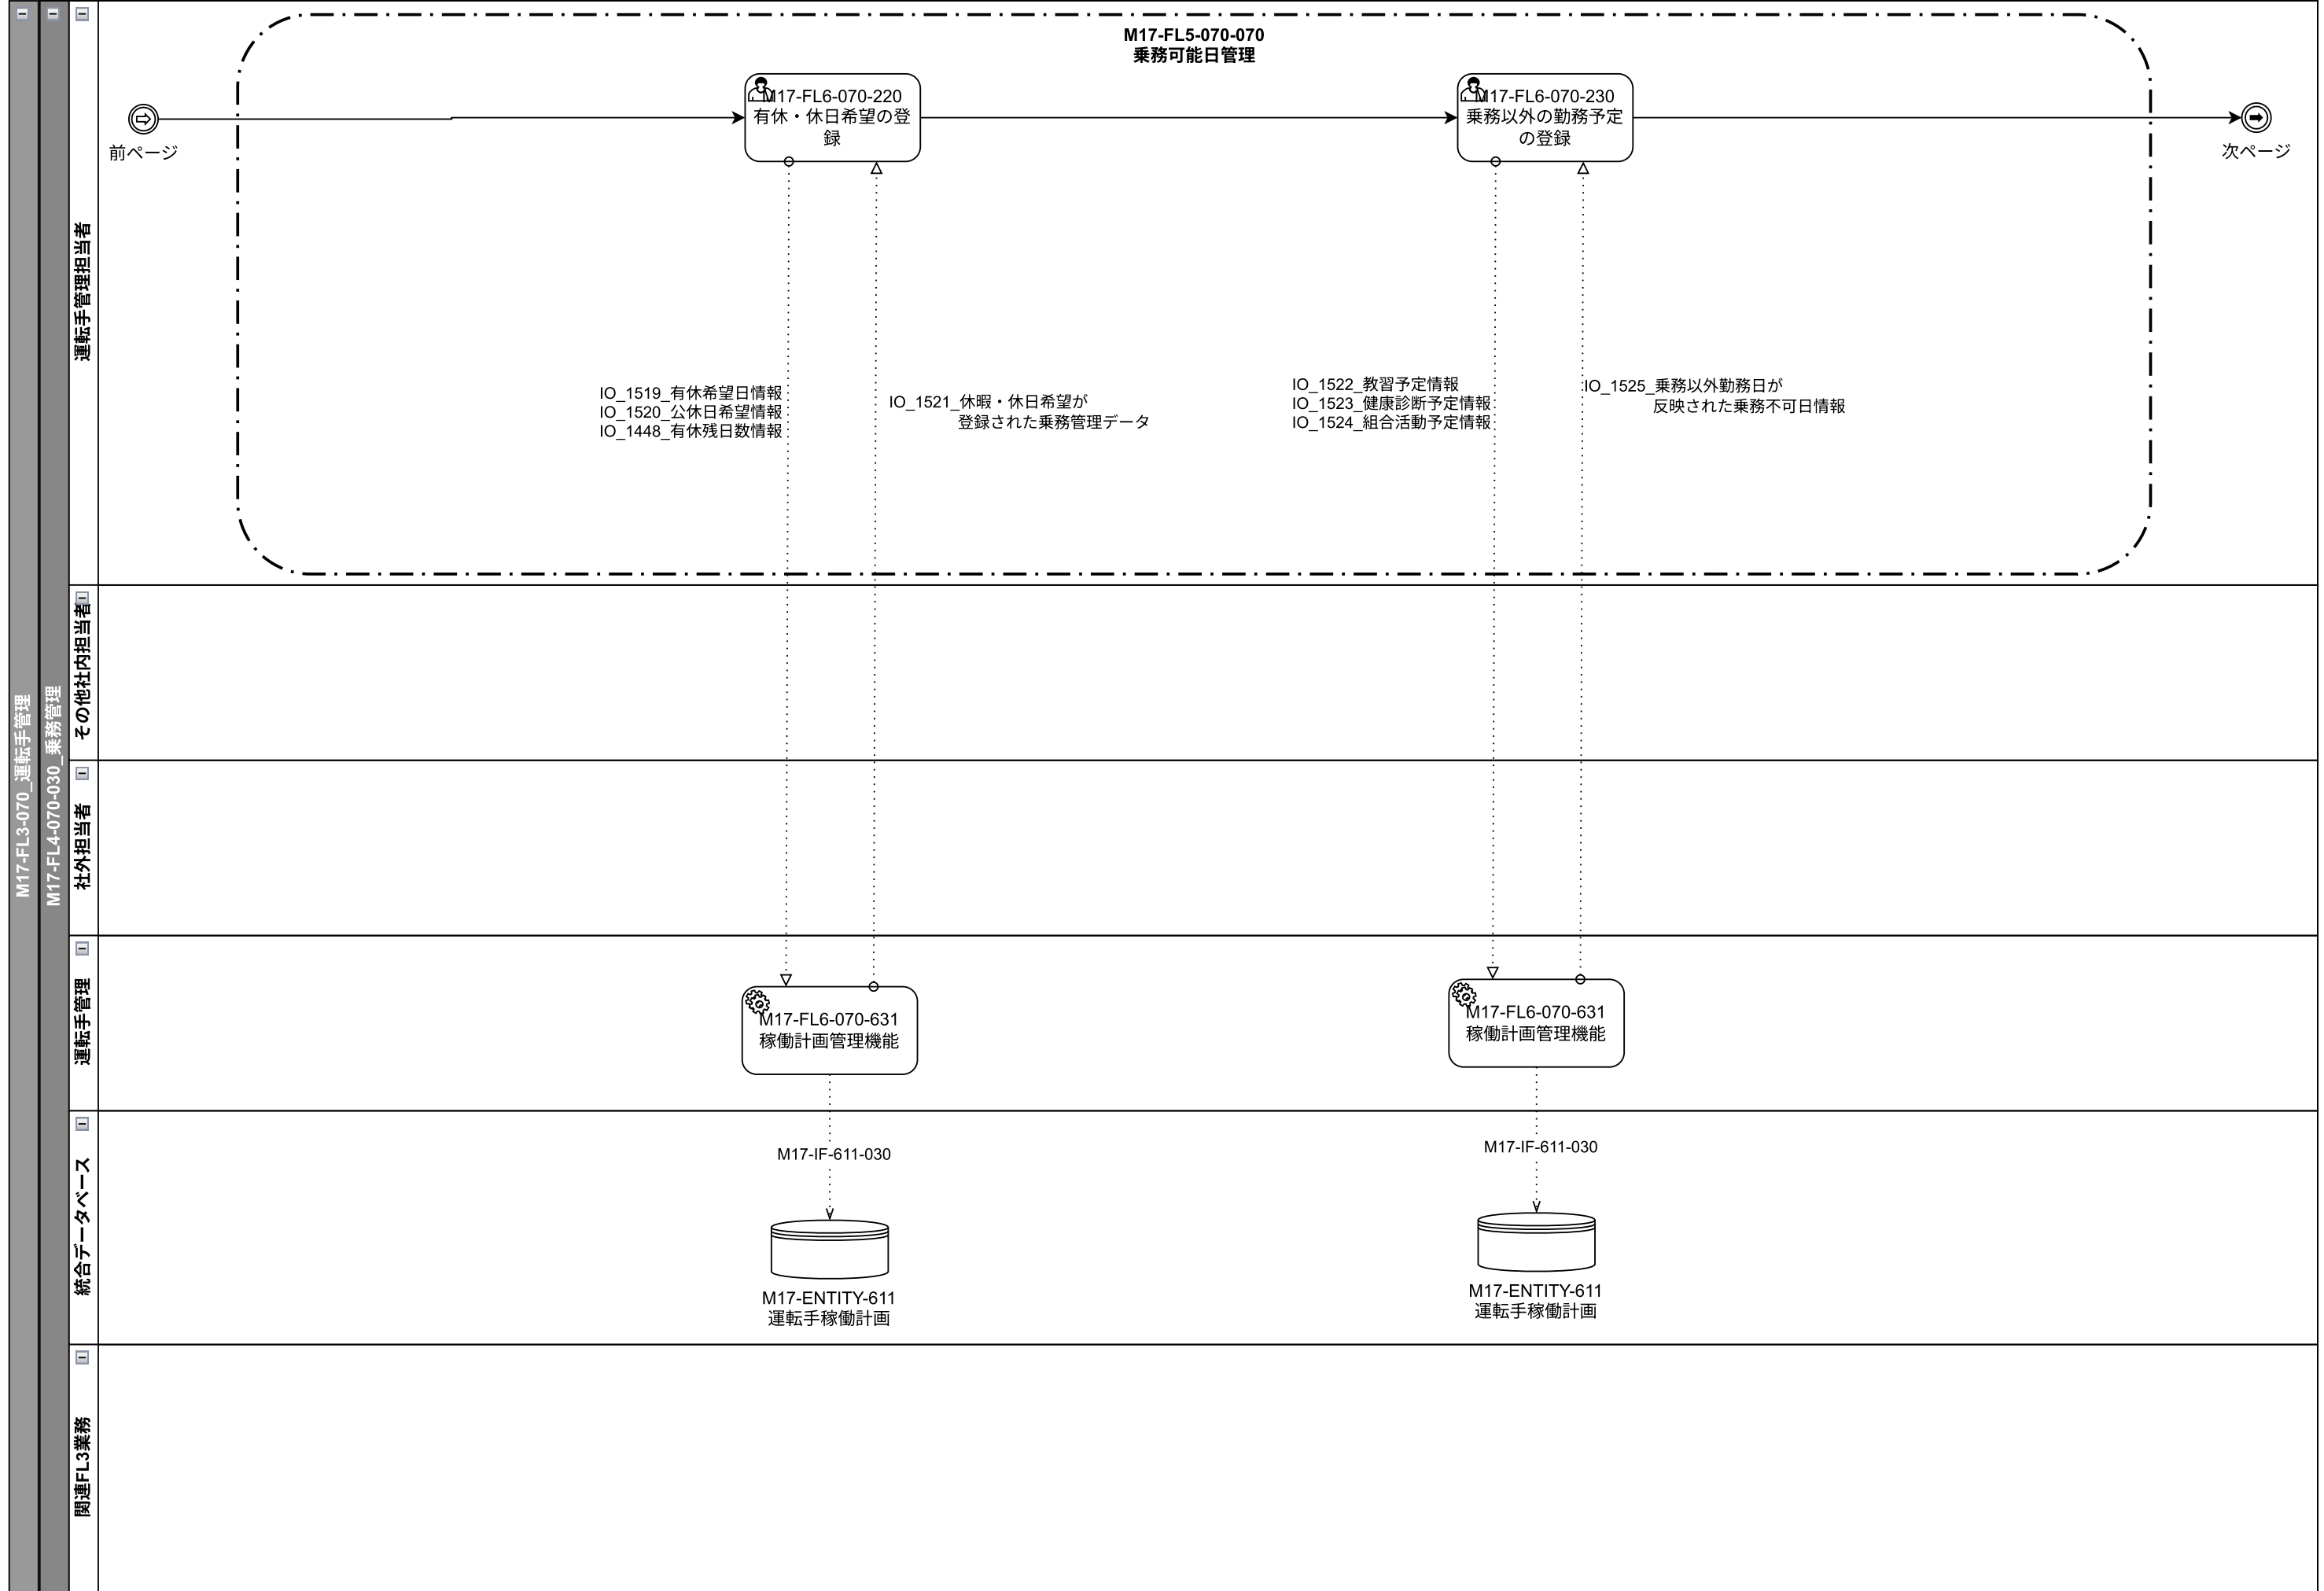 M17-FL3-070_運転手管理
M17-FL4-070-030_乗務管理
運転手管理担当者
M17-FL5-070-070
乗務可能日管理
前ページ
M17-FL6-070-220
有休・休日希望の登
録
M17-FL6-070-230
乗務以外の勤務予定
の登録
次ページ
IO_1519_有休希望日情報
IO_1520_公休日希望情報
IO_1448_有休残日数情報
IO_1521_休暇・休日希望が
登録された乗務管理データ
IO_1522_教習予定情報
IO_1523_健康診断予定情報
IO_1524_組合活動予定情報
IO_1525_乗務以外勤務日が
反映された乗務不可日情報
その他社内担当者
社外担当者
運転手管理
M17-FL6-070-631
稼働計画管理機能
M17-FL6-070-631
稼働計画管理機能
統合データベース
M17-IF-611-030
M17-IF-611-030
M17-ENTITY-611
運転手稼働計画
M17-ENTITY-611
運転手稼働計画
関連FL3業務